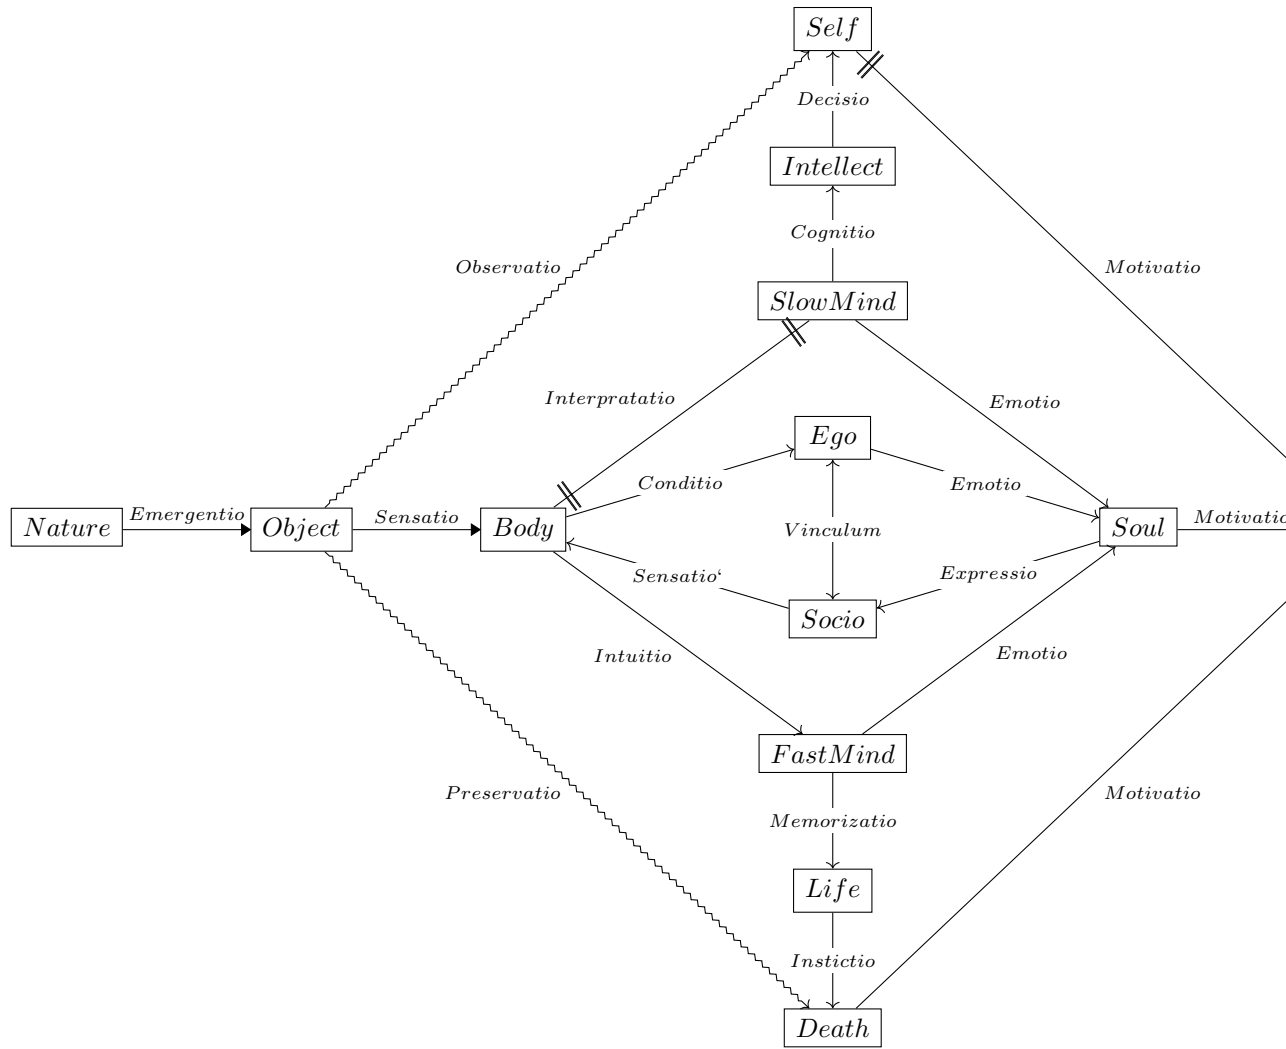 Self
Decisio
Intellect
Cognitio
Observatio
Motivatio
SlowMind
Interpratatio
Emotio
Ego
Conditio
Emotio
Nature
Emergentio
Object
Sensatio
Body
Vinculum
Soul
Motivatio
Sensatio‘
Expressio
Socio
Intuitio
Emotio
FastMind
Preservatio
Memorizatio
Motivatio
Life
Instictio
Death